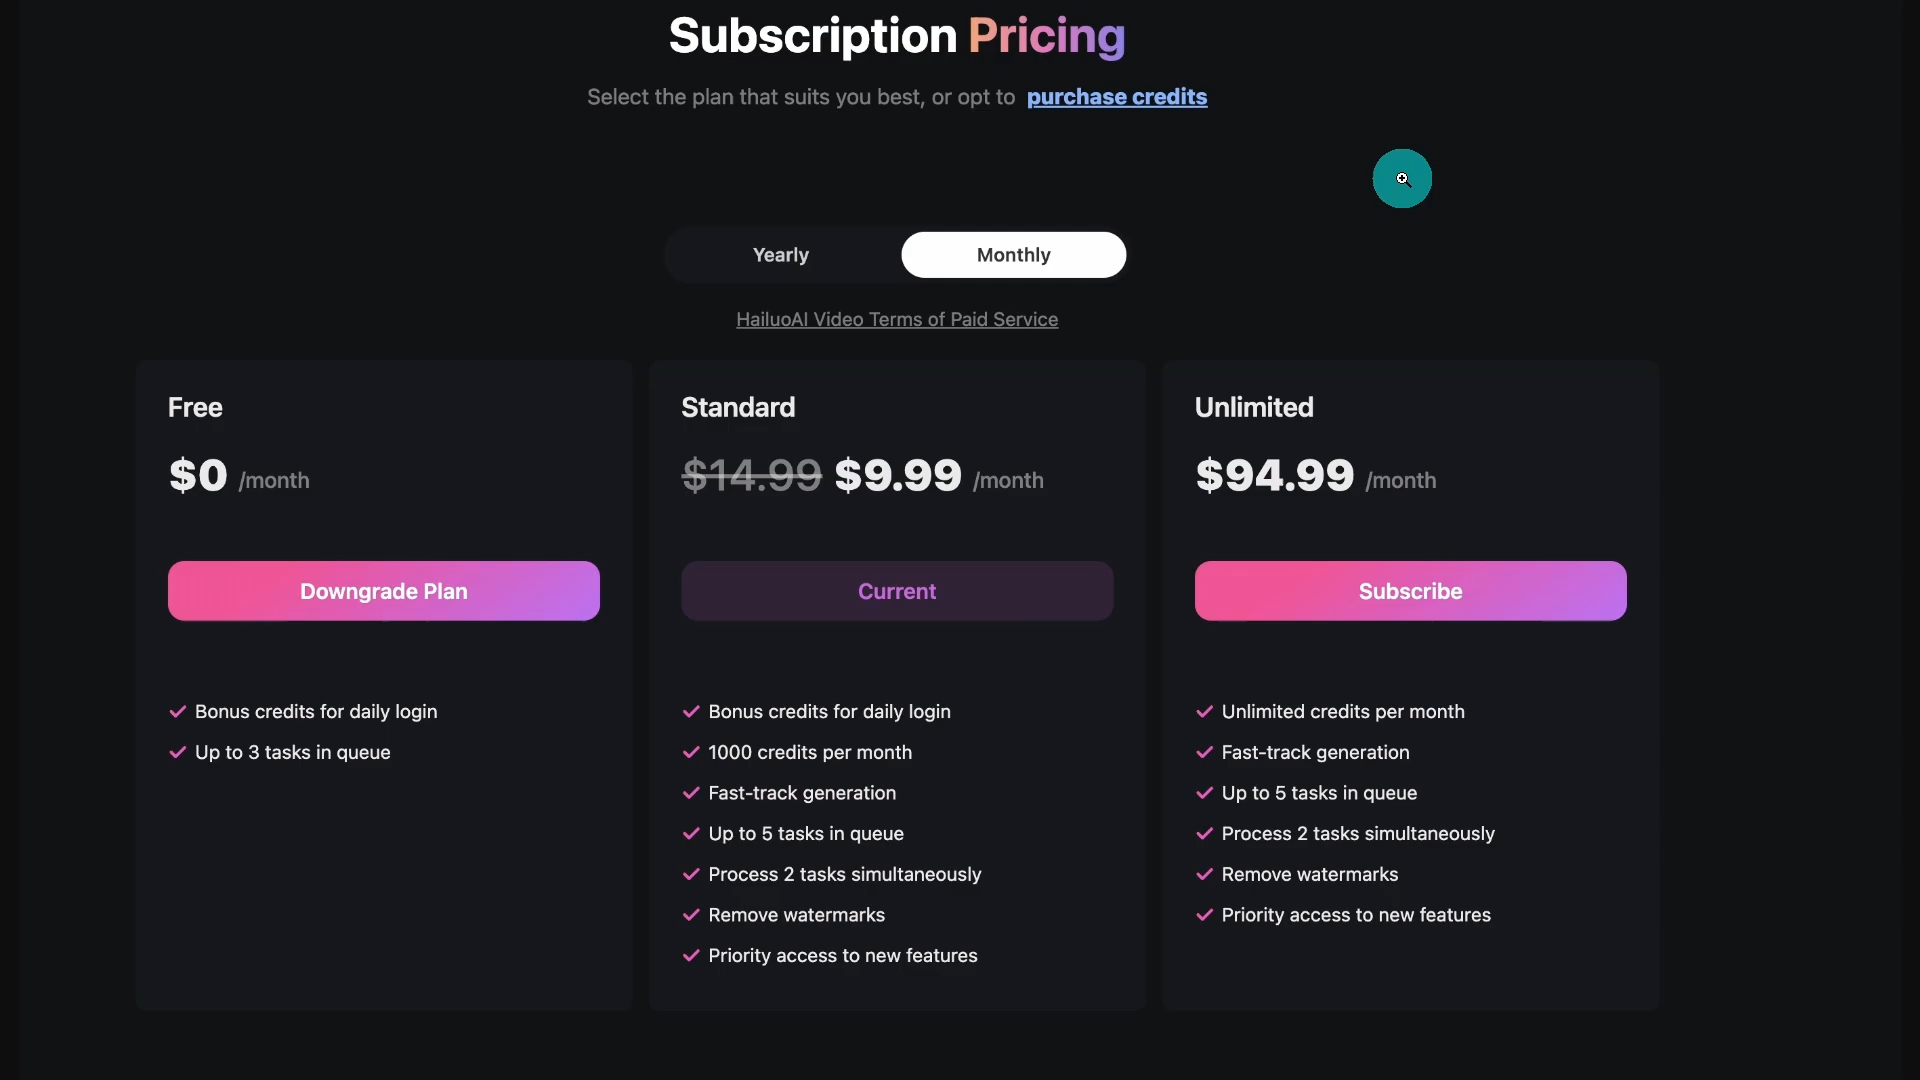 Subscription Pricing
Select the plan that suits you best, or opt to purchase credits
Yearly
Monthly
HailuoAI Video Terms of Paid Service
Free
$0 /month
Downgrade Plan
Bonus credits for daily login
Up to 3 tasks in queue
Standard
$14.99 $9.99 /month
Current
Bonus credits for daily login
1000 credits per month
Fast-track generation
Up to 5 tasks in queue
Process 2 tasks simultaneously
Remove watermarks
Priority access to new features
Unlimited
$94.99 /month
Subscribe
Unlimited credits per month
Fast-track generation
Up to 5 tasks in queue
Process 2 tasks simultaneously
Remove watermarks
Priority access to new features